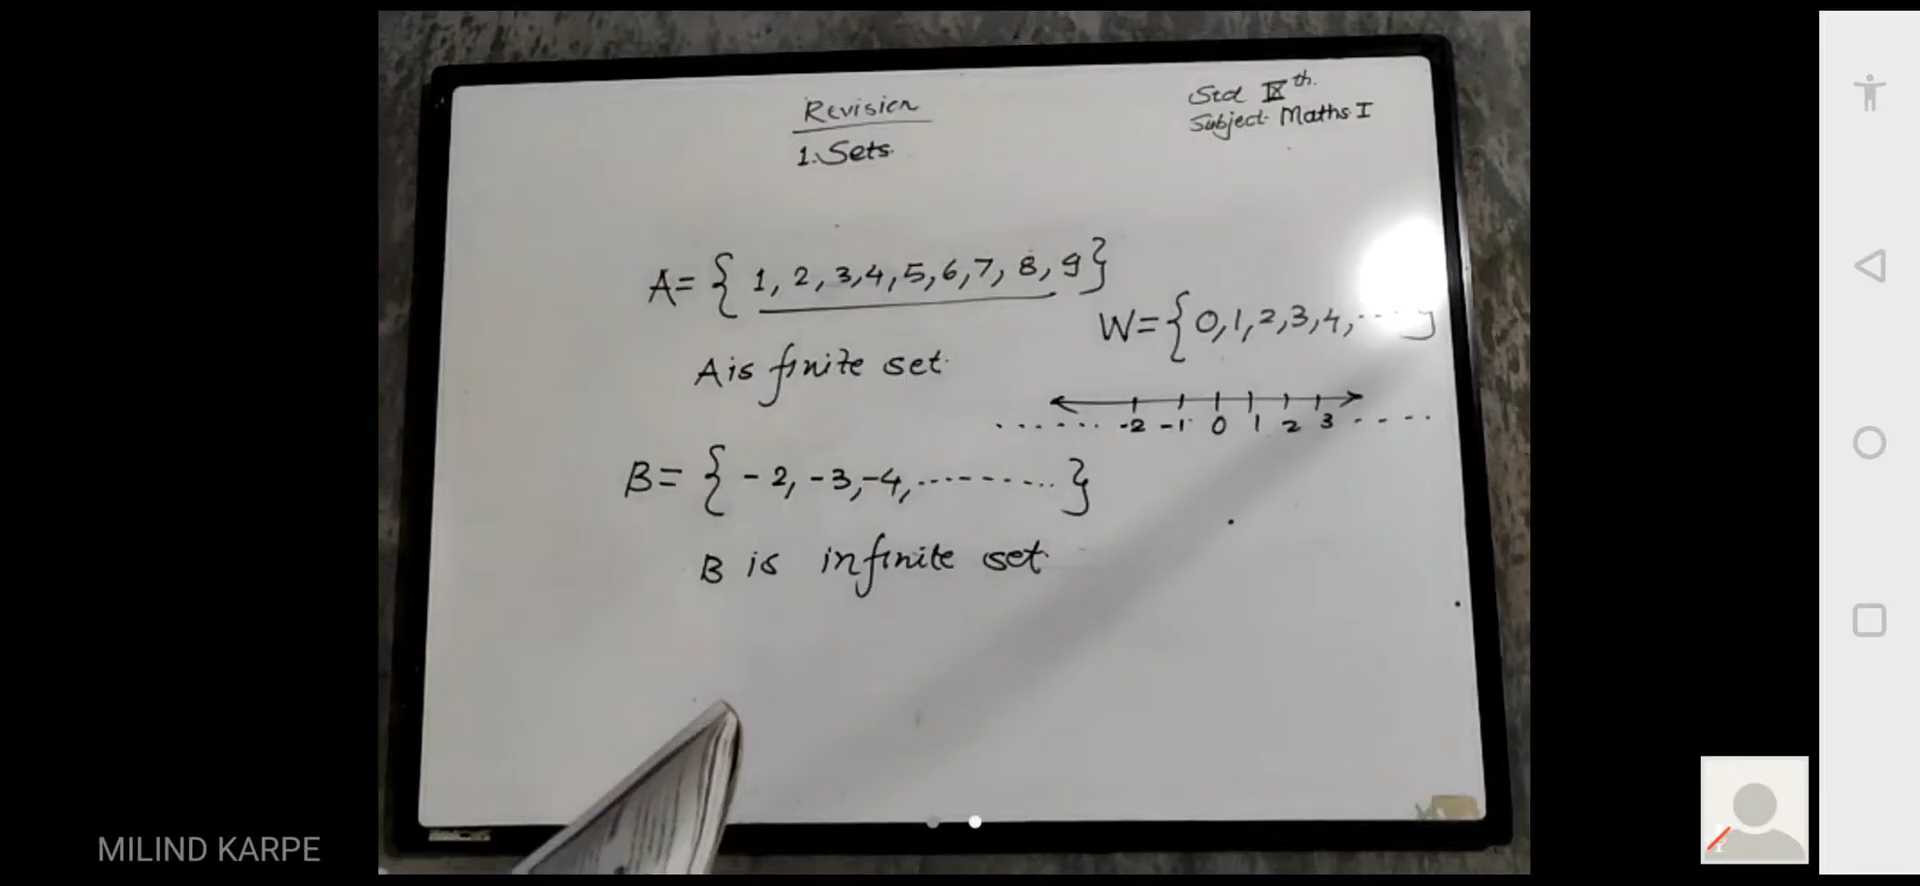 Revision
1. Sets.
Std IXth.
Subject- Maths I
A = { 1, 2, 3, 4, 5, 6, 7, 8, 9 }
A is finite set.
W = { 0, 1, 2, 3, 4, .... }
...... -2 -1 0 1 2 3 ....
B = { -2, -3, -4, .......... }
B is infinite set.
MILIND KARPE